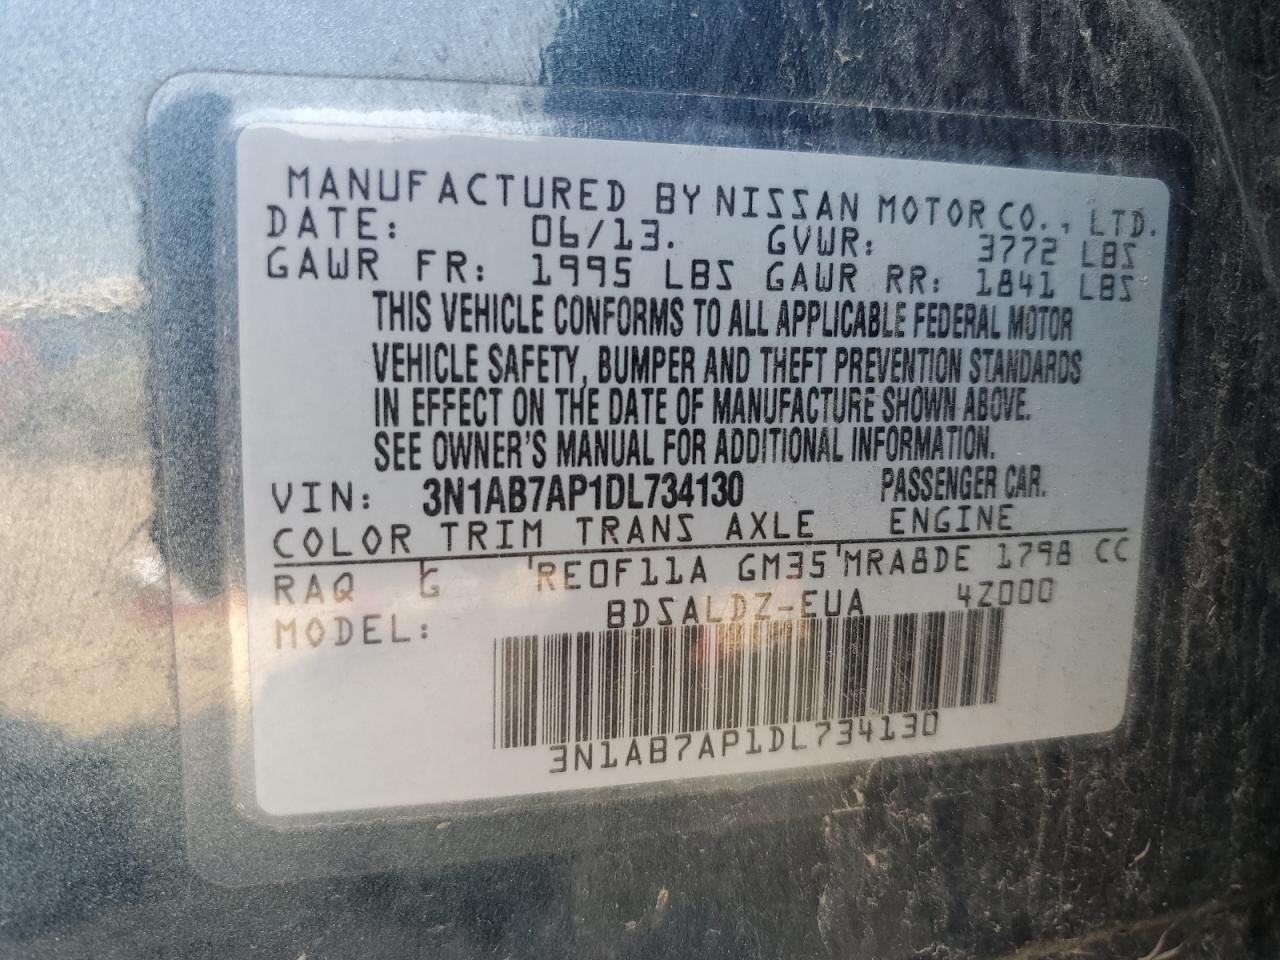 MANUFACTURED BY NISSAN MOTOR CO., LTD.
DATE: 06/13. GVWR: 3772 LBS
GAWR FR: 1995 LBS GAWR RR: 1841 LBS
THIS VEHICLE CONFORMS TO ALL APPLICABLE FEDERAL MOTOR
VEHICLE SAFETY, BUMPER AND THEFT PREVENTION STANDARDS
IN EFFECT ON THE DATE OF MANUFACTURE SHOWN ABOVE.
SEE OWNER'S MANUAL FOR ADDITIONAL INFORMATION.
VIN: 3N1AB7AP1DL734130 PASSENGER CAR.
COLOR TRIM TRANS AXLE ENGINE
RAQ G 'RE0F11A GM35'MRA8DE 1798 CC
MODEL: BDSALDZ-EUA 4Z000
3N1AB7AP1DL734130